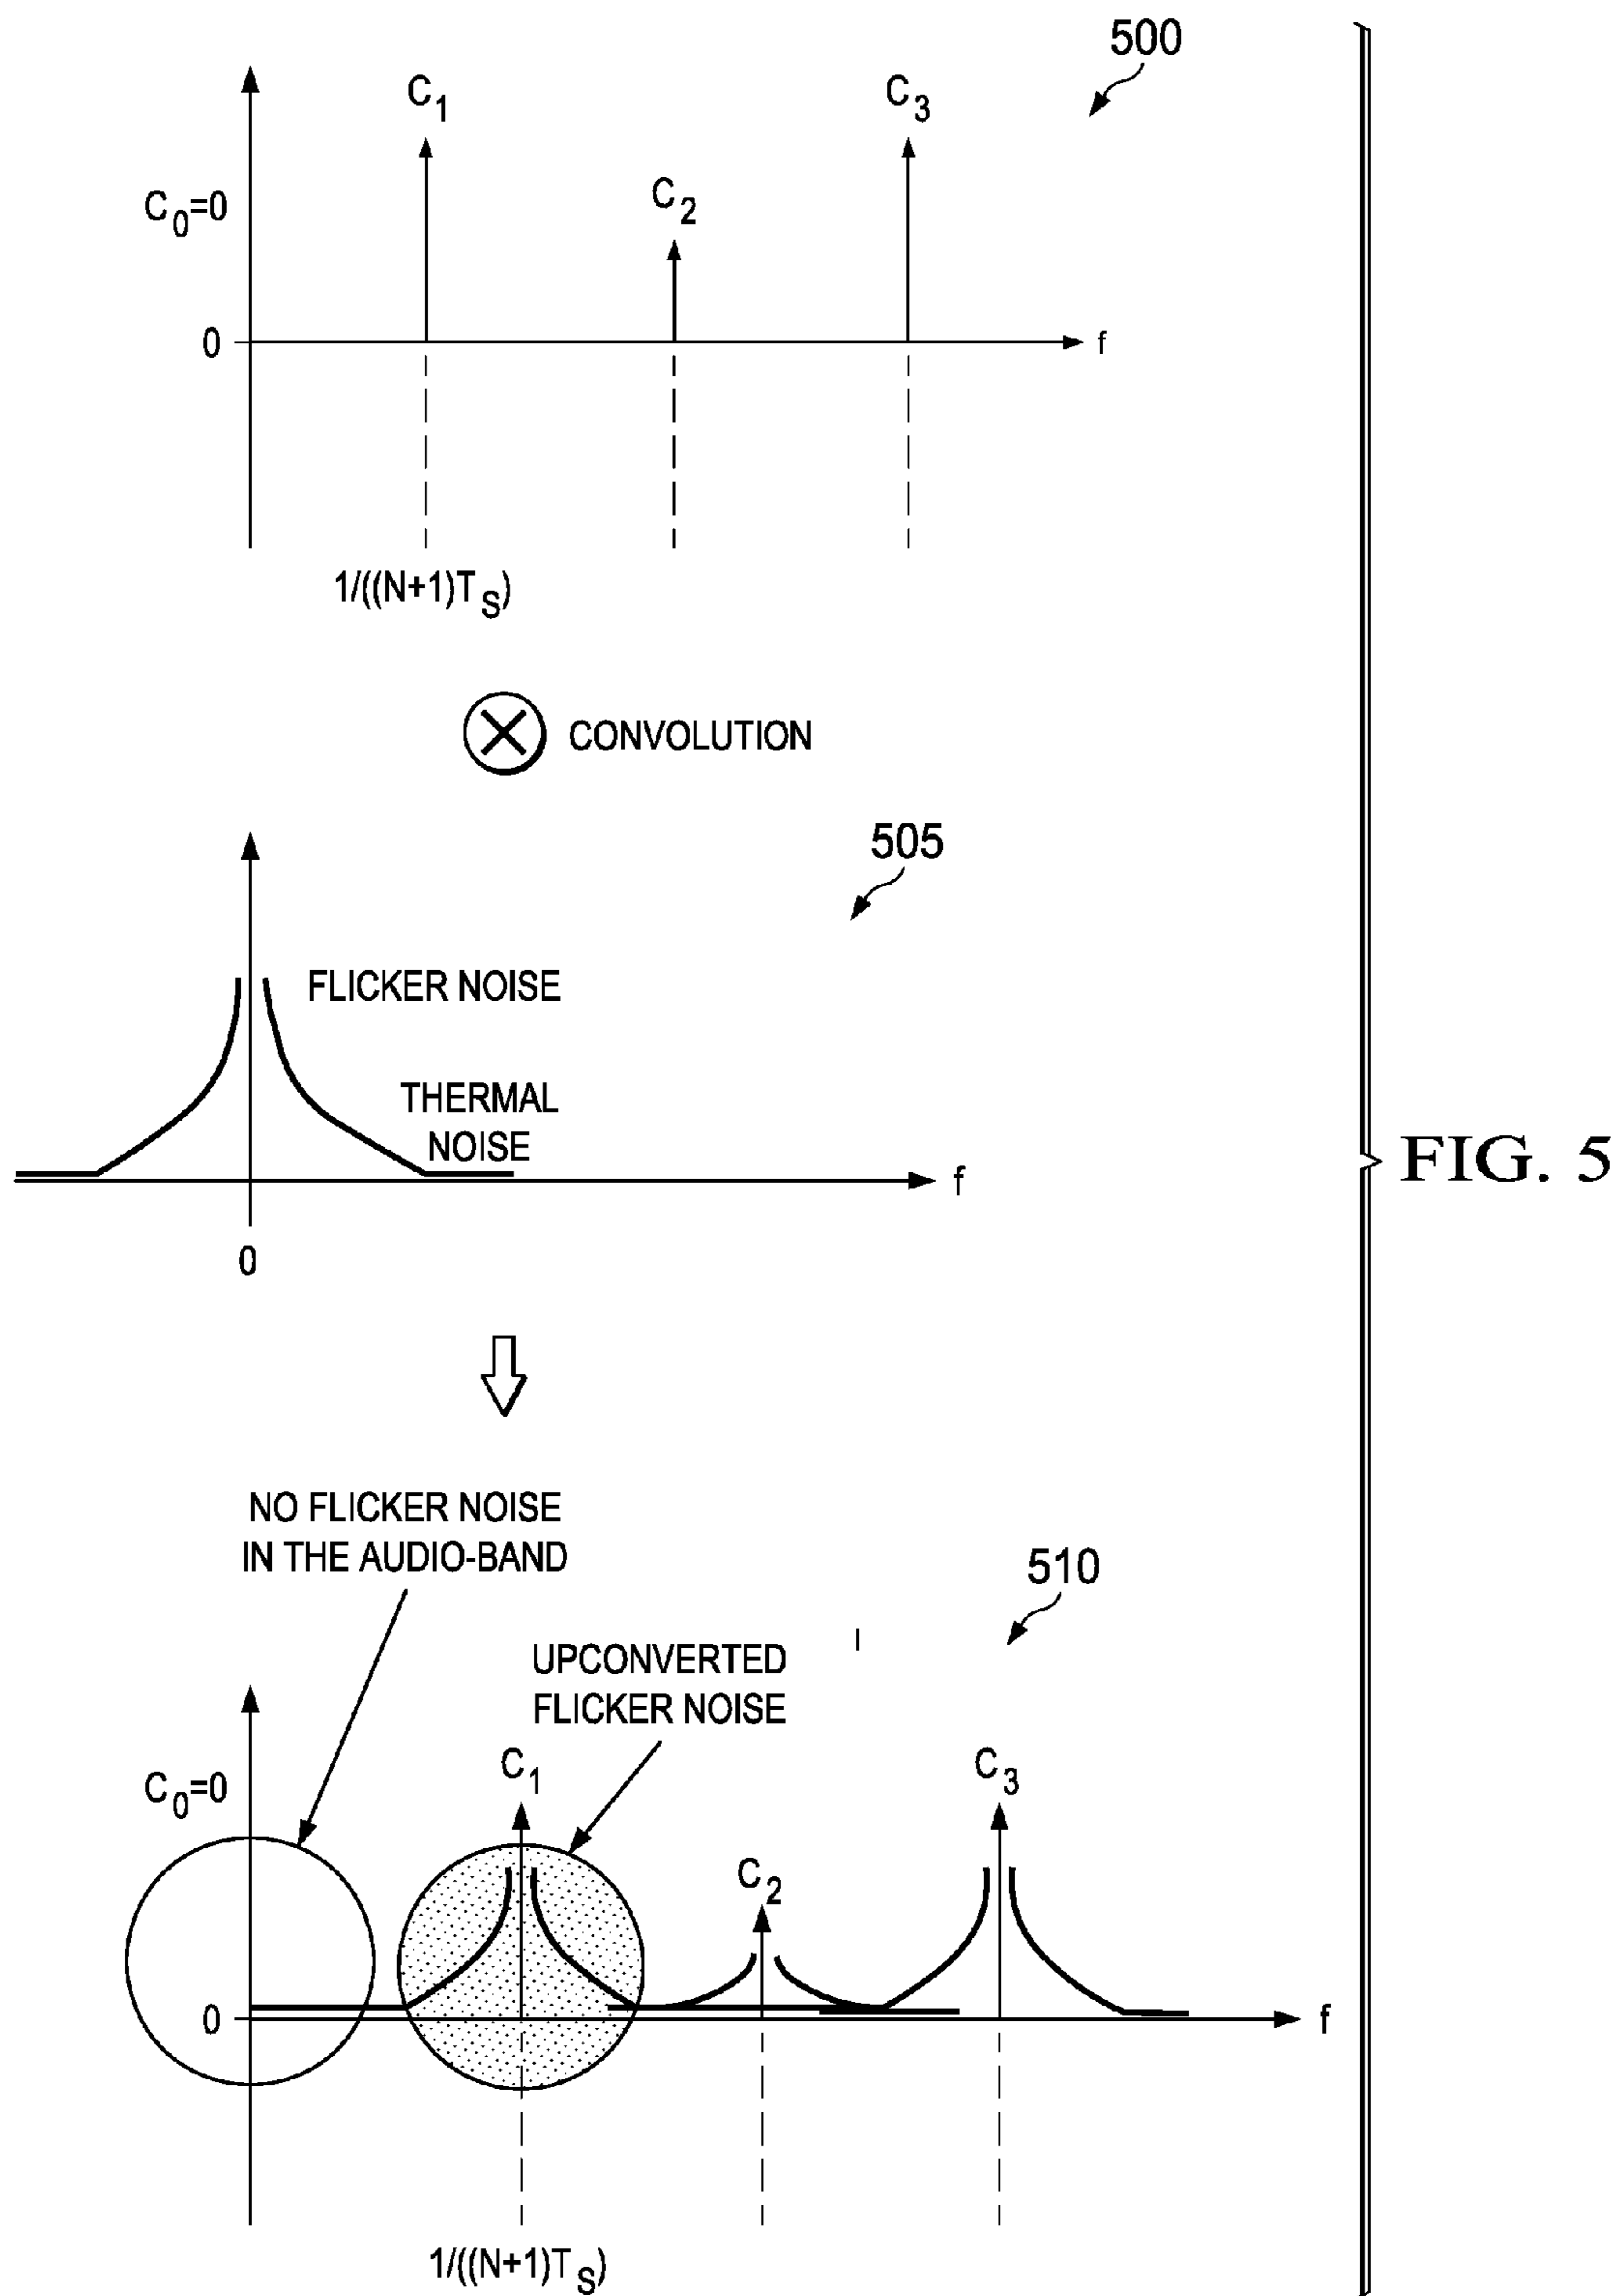 500
C1
C3
C2
C0=0
0
f
1/((N+1)TS)
CONVOLUTION
505
FLICKER NOISE
THERMAL
NOISE
f
0
FIG. 5
NO FLICKER NOISE
IN THE AUDIO-BAND
510
UPCONVERTED
FLICKER NOISE
C0=0
C1
C3
C2
0
f
1/((N+1)TS)